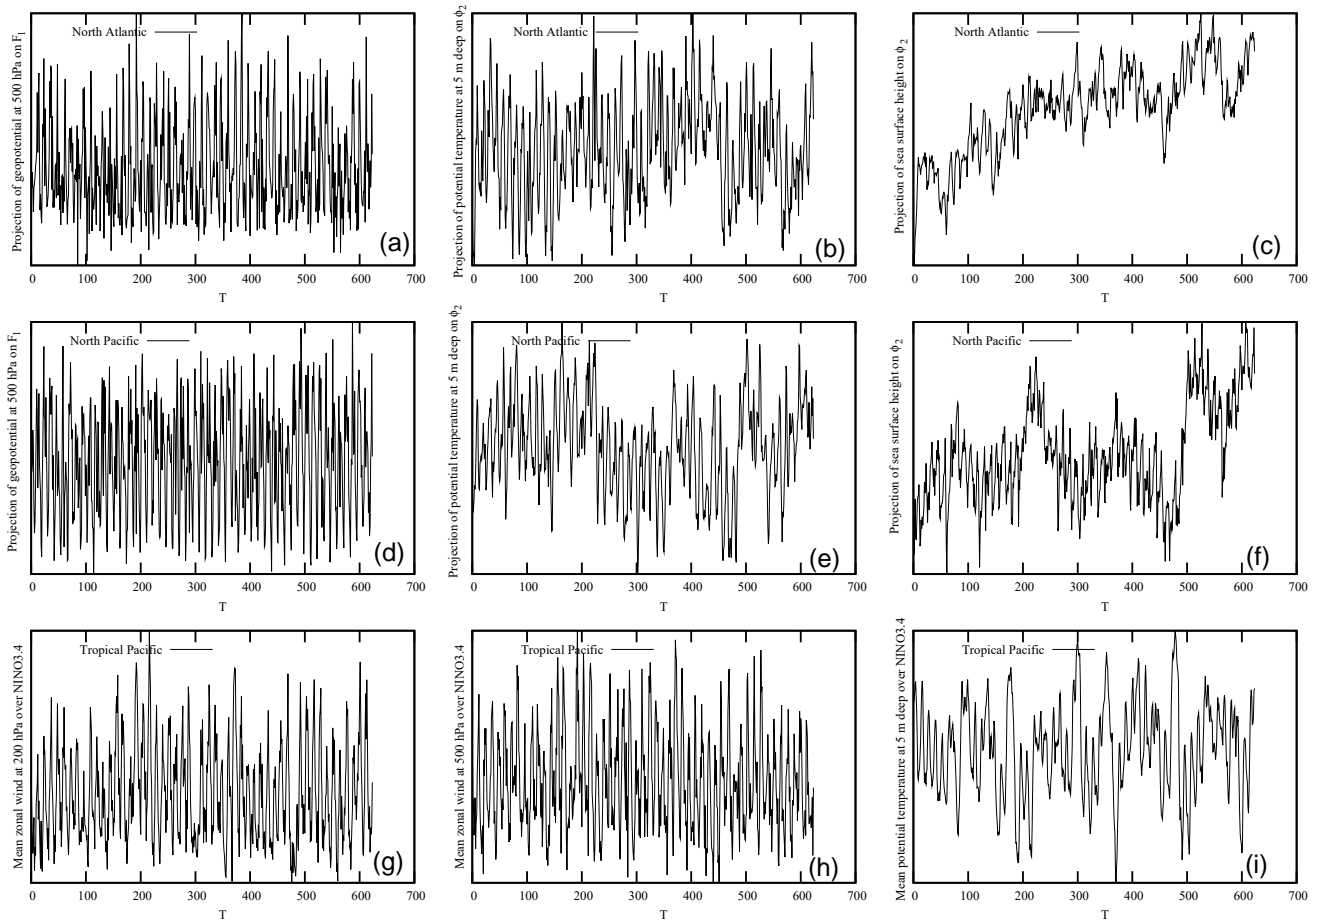 Projection of geopotential at 500 hPa on F1
North Atlantic
(a)
0 100 200 300 400 500 600 700
T
Projection of potential temperature at 5 m deep on ϕ2
North Atlantic
(b)
0 100 200 300 400 500 600 700
T
Projection of sea surface height on ϕ2
North Atlantic
(c)
0 100 200 300 400 500 600 700
T
Projection of geopotential at 500 hPa on F1
North Pacific
(d)
0 100 200 300 400 500 600 700
T
Projection of potential temperature at 5 m deep on ϕ2
North Pacific
(e)
0 100 200 300 400 500 600 700
T
Projection of sea surface height on ϕ2
North Pacific
(f)
0 100 200 300 400 500 600 700
T
Mean zonal wind at 200 hPa over NINO3.4
Tropical Pacific
(g)
0 100 200 300 400 500 600 700
T
Mean zonal wind at 500 hPa over NINO3.4
Tropical Pacific
(h)
0 100 200 300 400 500 600 700
T
Mean potential temperature at 5 m deep over NINO3.4
Tropical Pacific
(i)
0 100 200 300 400 500 600 700
T